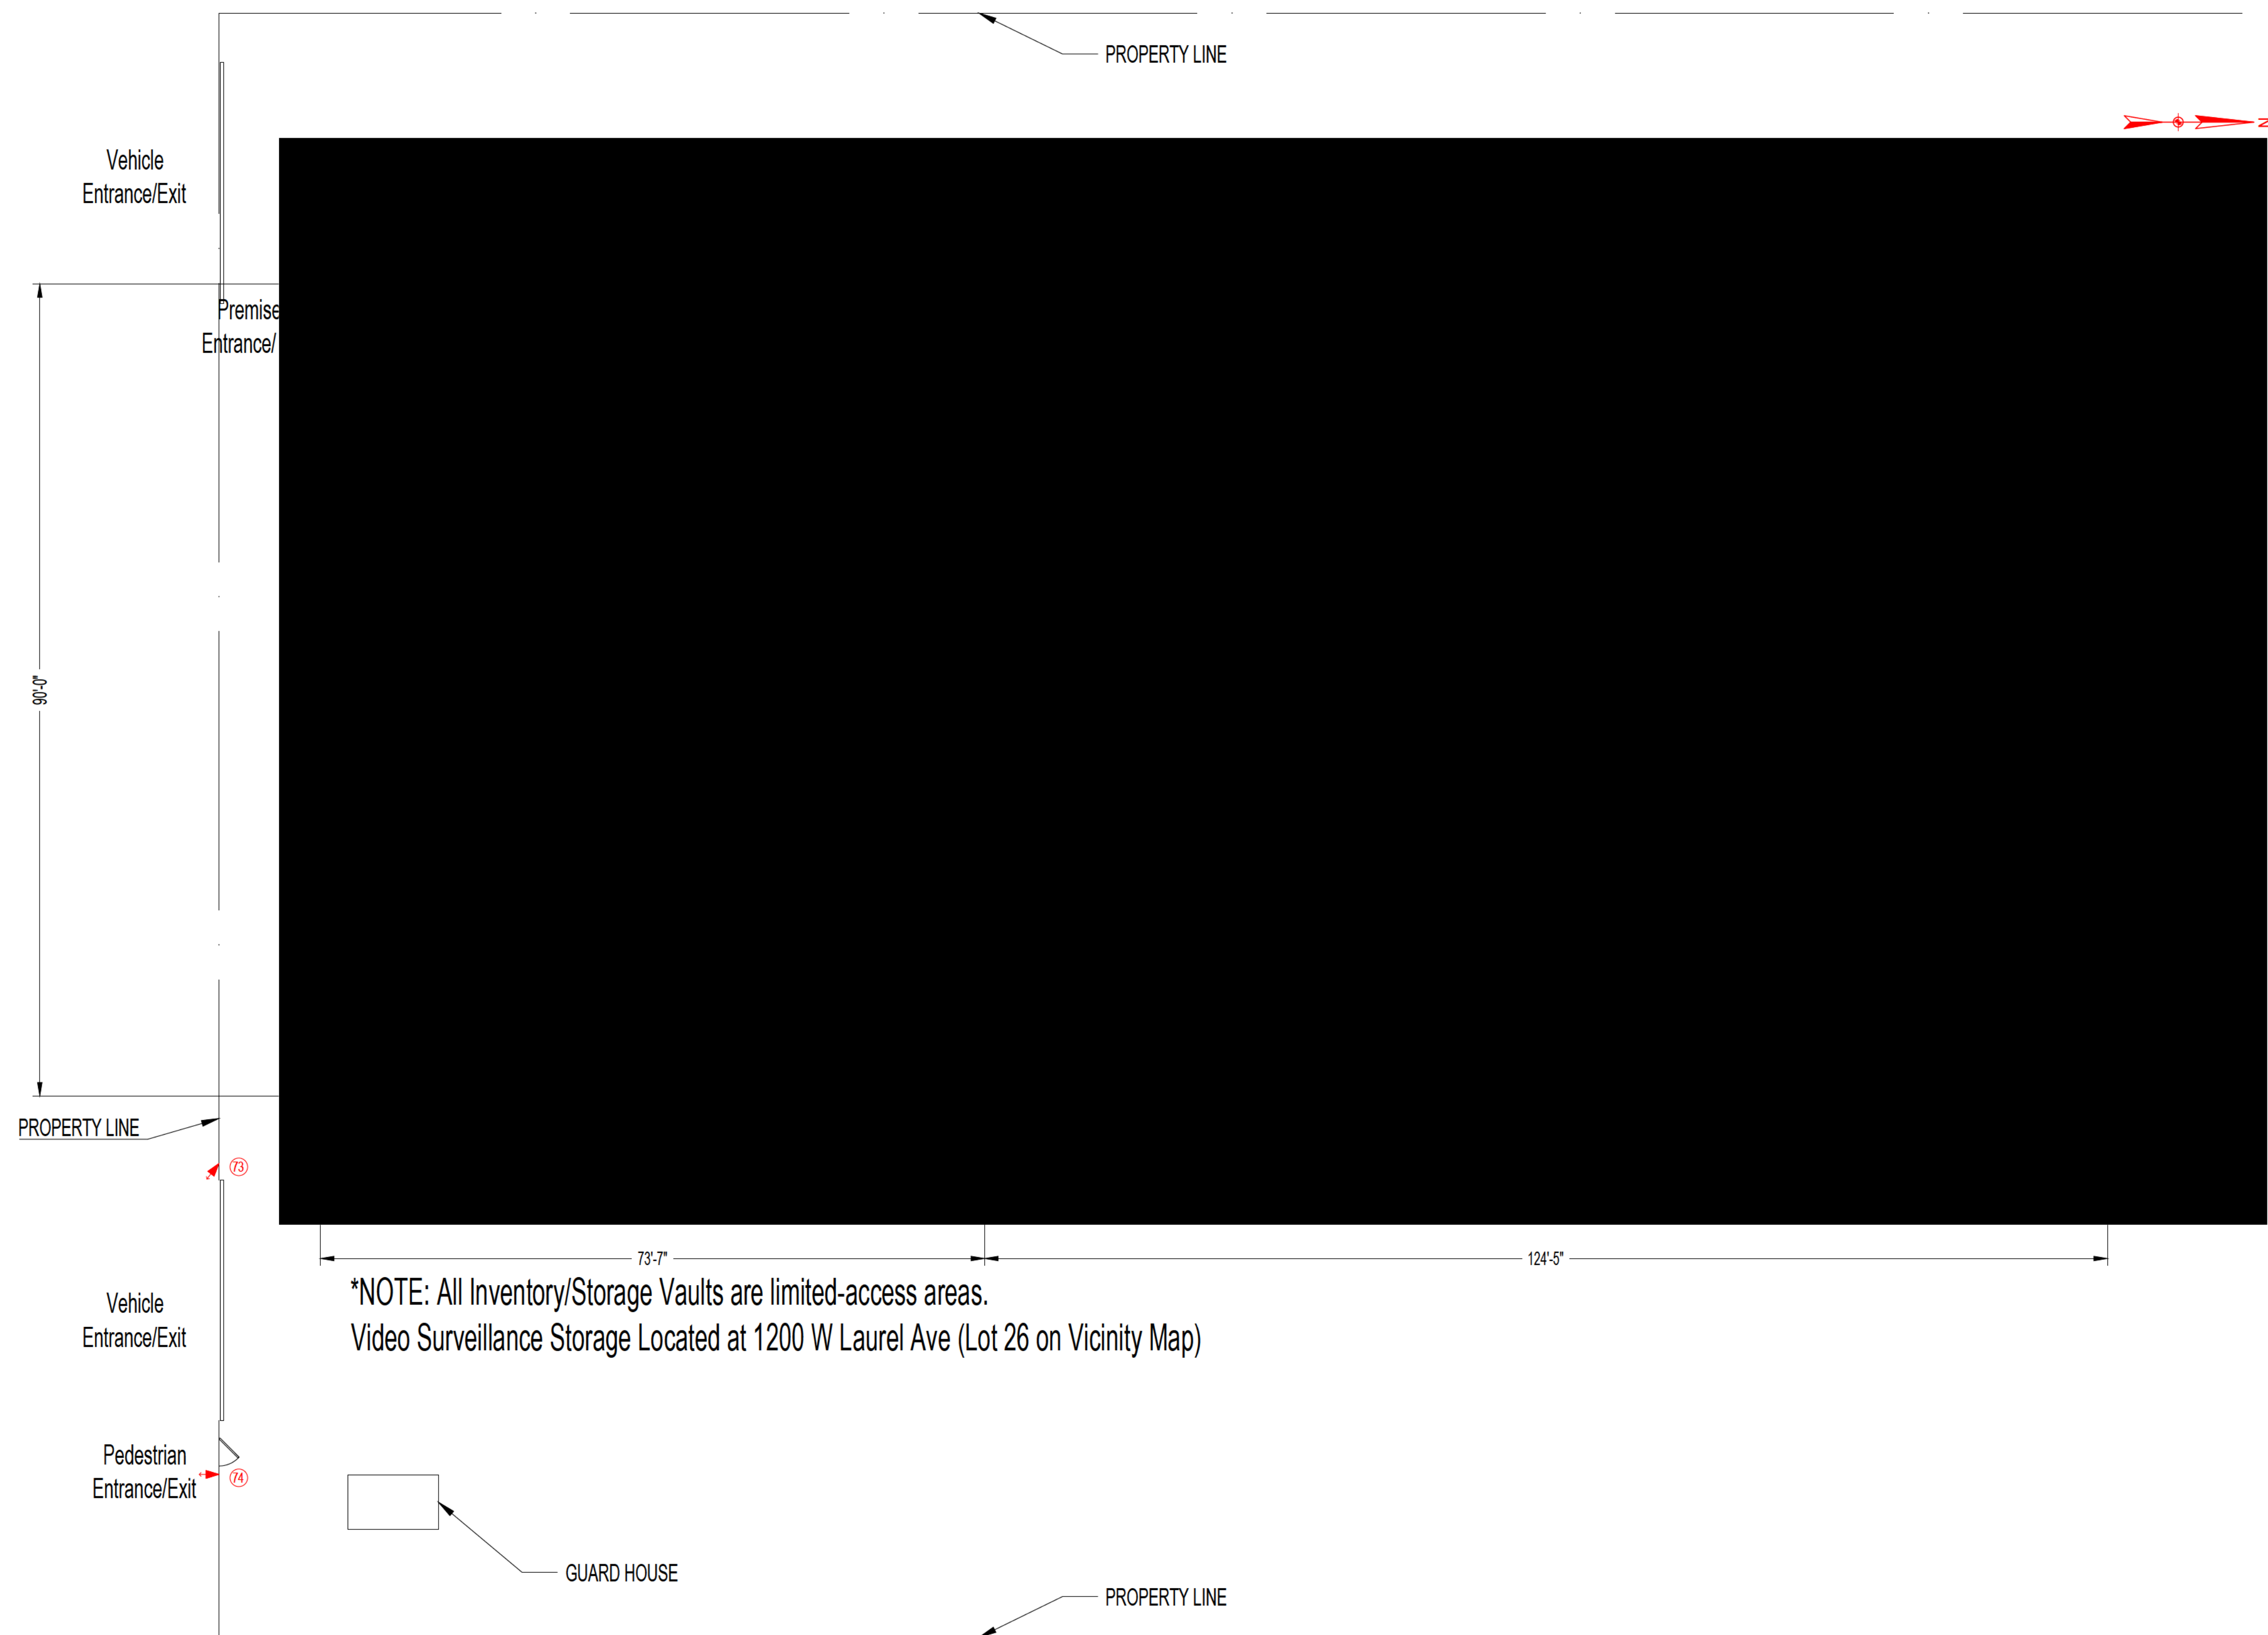 PROPERTY LINE
N
Vehicle
Entrance/Exit
Premise
Entrance/
90'-0"
PROPERTY LINE
73
73'-7"
124'-5"
*NOTE: All Inventory/Storage Vaults are limited-access areas.
Video Surveillance Storage Located at 1200 W Laurel Ave (Lot 26 on Vicinity Map)
Vehicle
Entrance/Exit
Pedestrian
Entrance/Exit
74
GUARD HOUSE
PROPERTY LINE